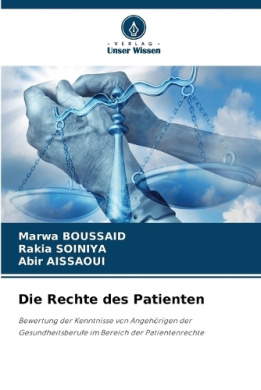 VERLAG
Unser Wissen
Marwa BOUSSAID
Rakia SOINIYA
Abir AISSAOUI
Die Rechte des Patienten
Bewertung der Kenntnisse von Angehörigen der
Gesundheitsberufe im Bereich der Patientenrechte